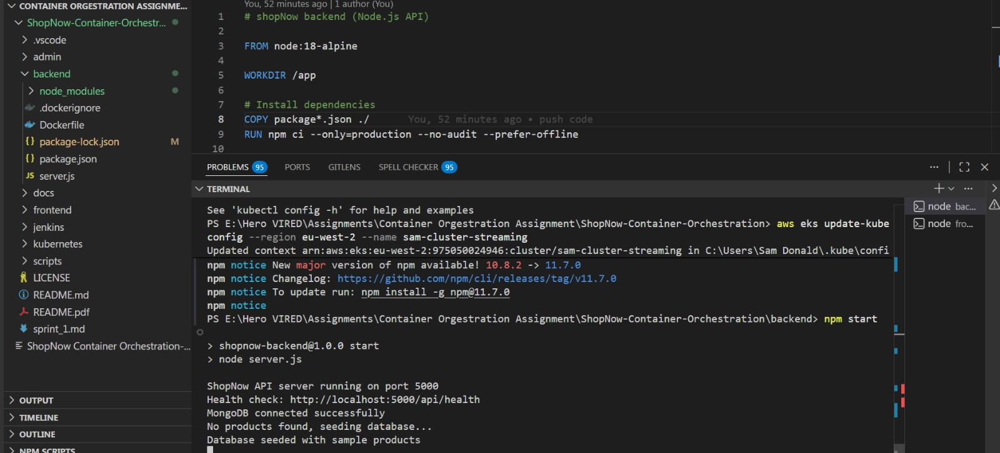 CONTAINER ORGESTRATION ASSIGNME...
ShopNow-Container-Orchestr...
.vscode
admin
backend
node_modules
.dockerignore
Dockerfile
{} package-lock.json M
{} package.json
JS server.js
docs
frontend
jenkins
kubernetes
scripts
LICENSE
README.md
README.pdf
sprint_1.md
ShopNow Container Orchestration-...
OUTPUT
TIMELINE
OUTLINE
NPM SCRIPTS
You, 52 minutes ago | 1 author (You)
1 # shopNow backend (Node.js API)
2
3 FROM node:18-alpine
4
5 WORKDIR /app
6
7 # Install dependencies
8 COPY package*.json ./ You, 52 minutes ago • push code
9 RUN npm ci --only=production --no-audit --prefer-offline
10
PROBLEMS 95 PORTS GITLENS SPELL CHECKER 95
TERMINAL
See 'kubectl config -h' for help and examples
PS E:\Hero VIRED\Assignments\Container Orgestration Assignment\ShopNow-Container-Orchestration> aws eks update-kube
config --region eu-west-2 --name sam-cluster-streaming
Updated context arn:aws:eks:eu-west-2:975050024946:cluster/sam-cluster-streaming in C:\Users\Sam Donald\.kube\confi
npm notice New major version of npm available! 10.8.2 -> 11.7.0
npm notice Changelog: https://github.com/npm/cli/releases/tag/v11.7.0
npm notice To update run: npm install -g npm@11.7.0
npm notice
PS E:\Hero VIRED\Assignments\Container Orgestration Assignment\ShopNow-Container-Orchestration\backend> npm start
> shopnow-backend@1.0.0 start
> node server.js
ShopNow API server running on port 5000
Health check: http://localhost:5000/api/health
MongoDB connected successfully
No products found, seeding database...
Database seeded with sample products
node bac...
node fro...